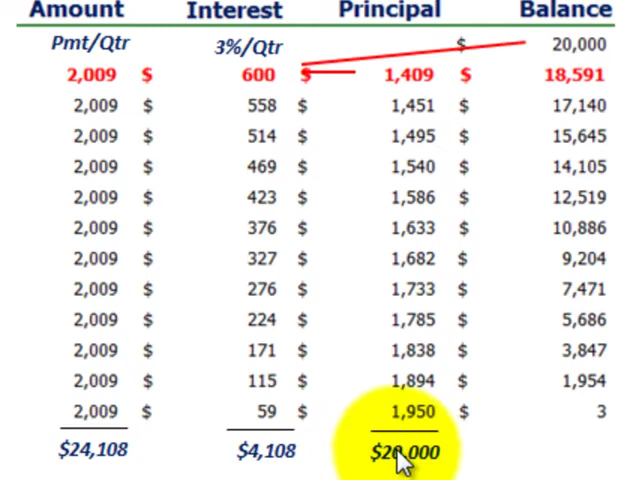 Amount Interest Principal Balance
Pmt/Qtr 3%/Qtr $ 20,000
2,009 $ 600 $ 1,409 $ 18,591
2,009 $ 558 $ 1,451 $ 17,140
2,009 $ 514 $ 1,495 $ 15,645
2,009 $ 469 $ 1,540 $ 14,105
2,009 $ 423 $ 1,586 $ 12,519
2,009 $ 376 $ 1,633 $ 10,886
2,009 $ 327 $ 1,682 $ 9,204
2,009 $ 276 $ 1,733 $ 7,471
2,009 $ 224 $ 1,785 $ 5,686
2,009 $ 171 $ 1,838 $ 3,847
2,009 $ 115 $ 1,894 $ 1,954
2,009 $ 59 $ 1,950 $ 3
$24,108 $4,108 $20,000